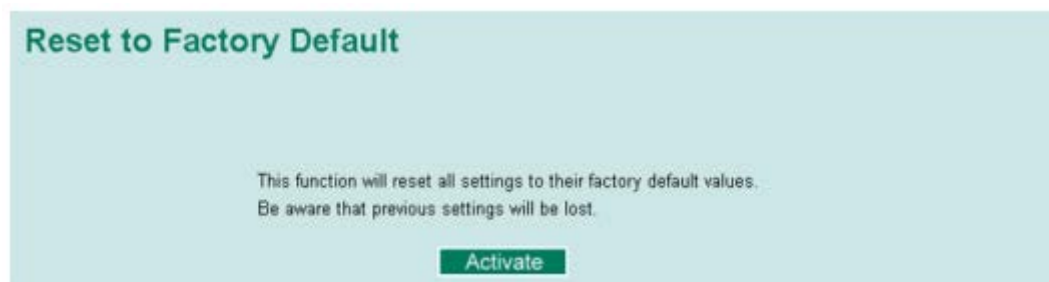 Reset to Factory Default
This function will reset all settings to their factory default values.
Be aware that previous settings will be lost.
Activate